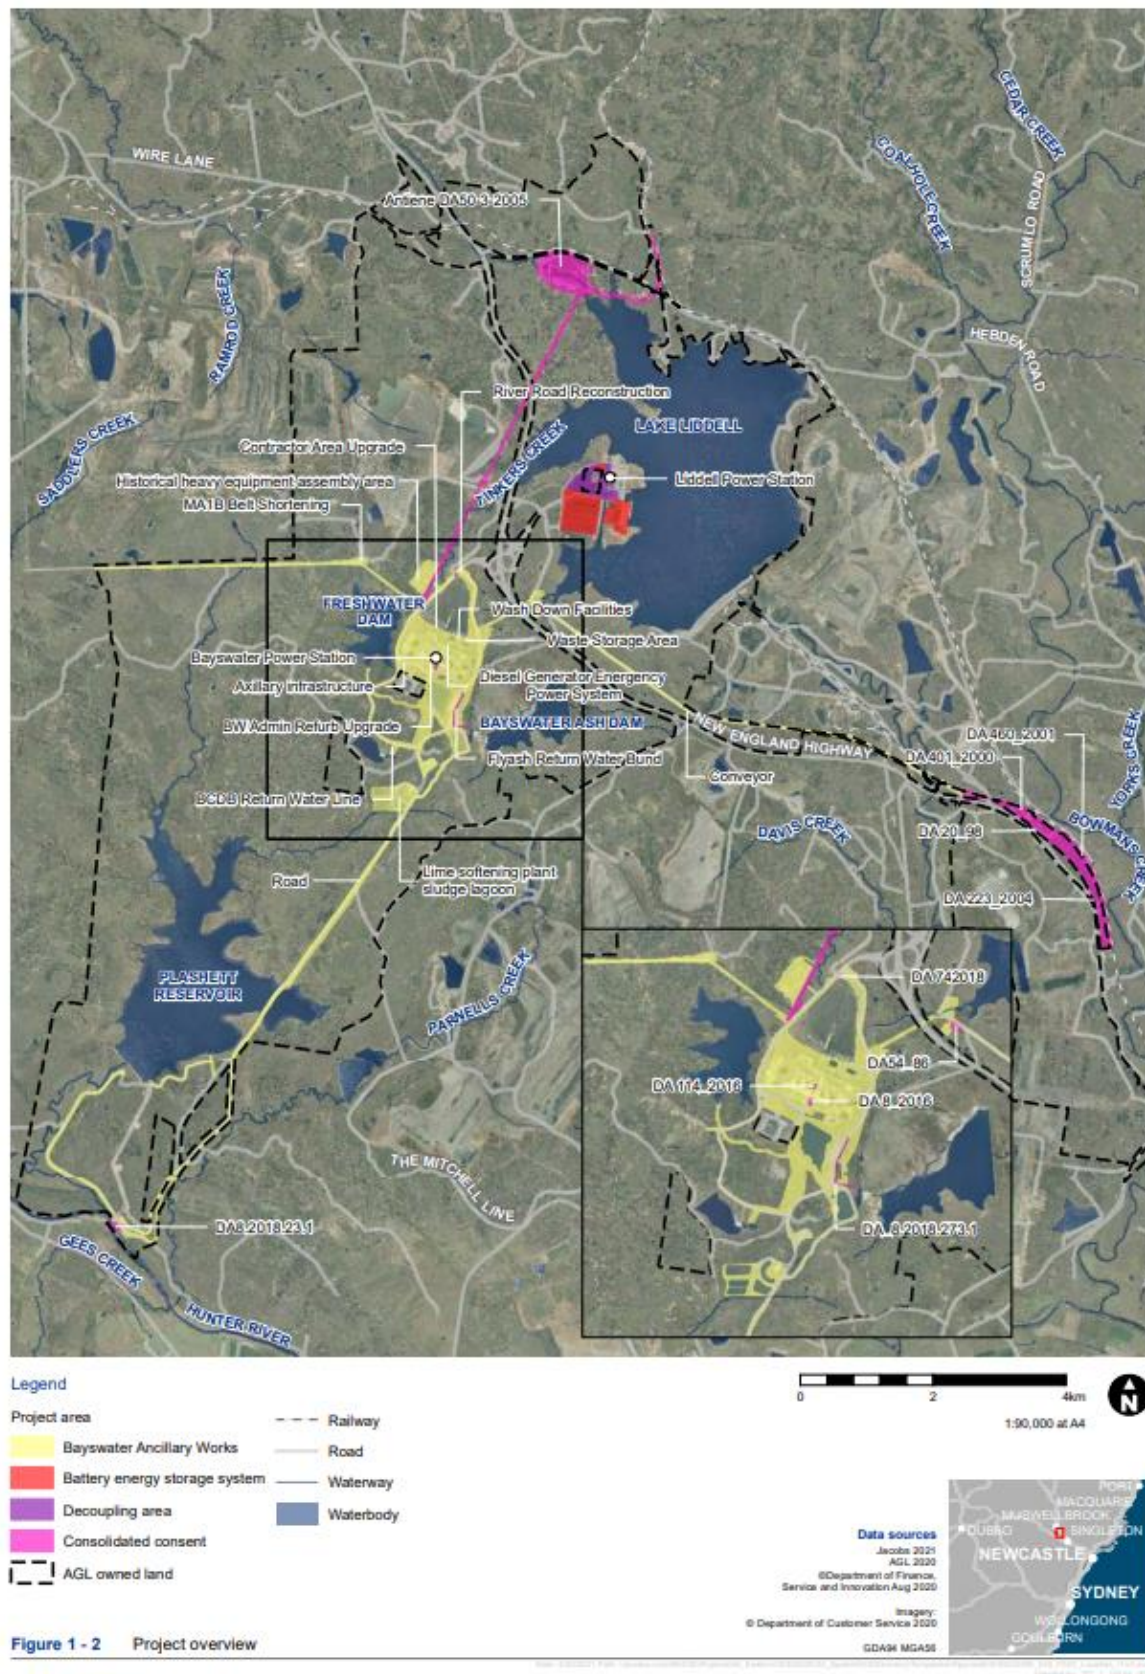 CEDAR CREEK
COALHOLE CREEK
WIRE LANE
SCRUMLO ROAD
Antiene DA50-3-2005
RAMROD CREEK
HEBDEN ROAD
River Road Reconstruction
LAKE LIDDELL
SADDLERS CREEK
Contractor Area Upgrade
TINKERS CREEK
Historical heavy equipment assembly area
Liddell Power Station
MA1B Belt Shortening
FRESHWATER
DAM
Wash Down Facilities
Waste Storage Area
Bayswater Power Station
Axillary infrastructure
Diesel Generator Emergency
Power System
BW Admin Refurb Upgrade
BAYSWATER ASH DAM
NEW ENGLAND HIGHWAY
DA 460_2001
YORKS CREEK
Flyash Return Water Bund
DA 401_2000
Conveyor
BCDB Return Water Line
DAVIS CREEK
DA 20_98
BOWMANS CREEK
Road
Lime softening plant
sludge lagoon
DA 223_2004
PLASHETT
RESERVOIR
PARNELLS CREEK
DA 742018
DA54_86
DA 114_2016
DA 8_2016
THE MITCHELL LINE
DA8.2018.23.1
DA_8.2018.273.1
GEES CREEK
HUNTER RIVER
Legend
Project area
Bayswater Ancillary Works
Battery energy storage system
Decoupling area
Consolidated consent
AGL owned land
Railway
Road
Waterway
Waterbody
0 2 4km
N
1:90,000 at A4
Data sources
Jacobs 2021
AGL 2020
©Department of Finance,
Service and Innovation Aug 2020
Imagery:
© Department of Customer Service 2020
GDA94 MGA56
PORT
MACQUARIE
MUSWELLBROOK
DUBBO
SINGLETON
NEWCASTLE
SYDNEY
WOLLONGONG
GOULBURN
Figure 1 - 2 Project overview